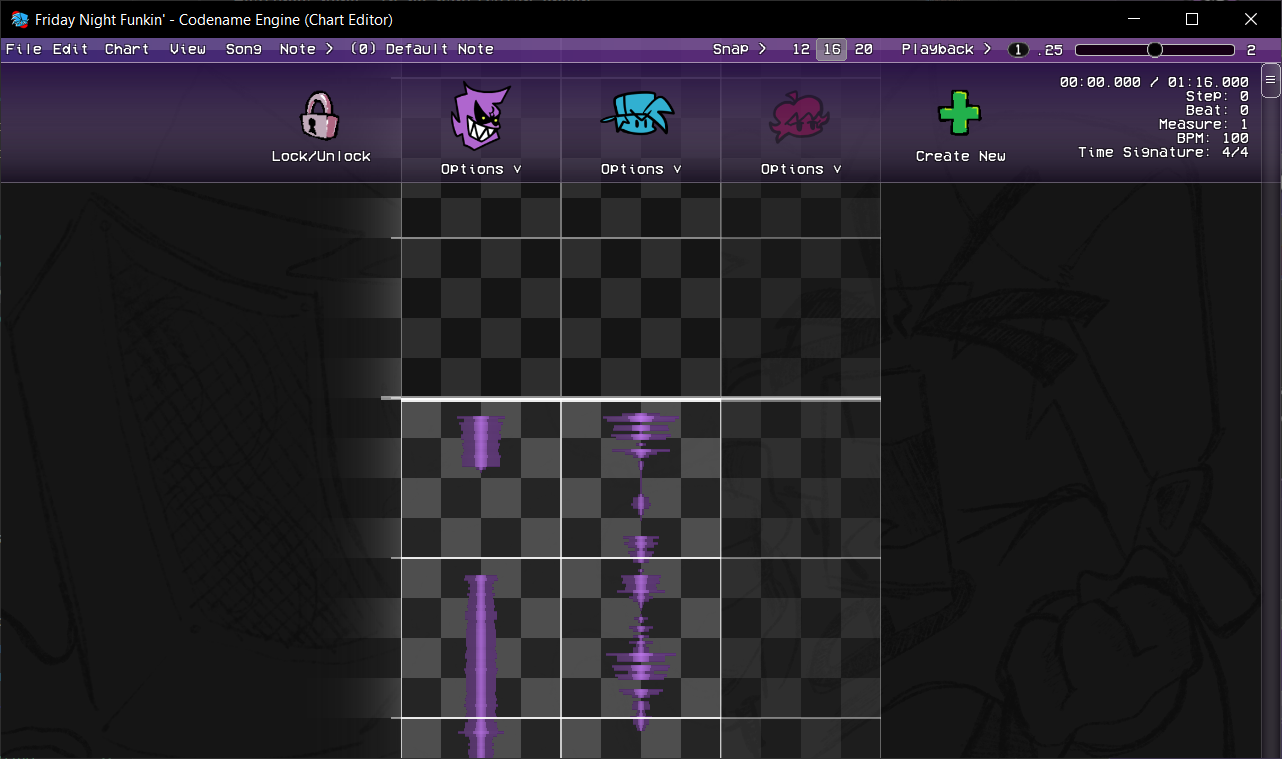 Friday Night Funkin' - Codename Engine (Chart Editor)
File Edit Chart View Song Note > (0) Default Note Snap > 12 16 20 Playback > 1 .25 2
00:00.000 / 01:16.000
Step: 0
Beat: 0
Measure: 1
BPM: 100
Time Signature: 4/4
Lock/Unlock
Options v
Options v
Options v
Create New